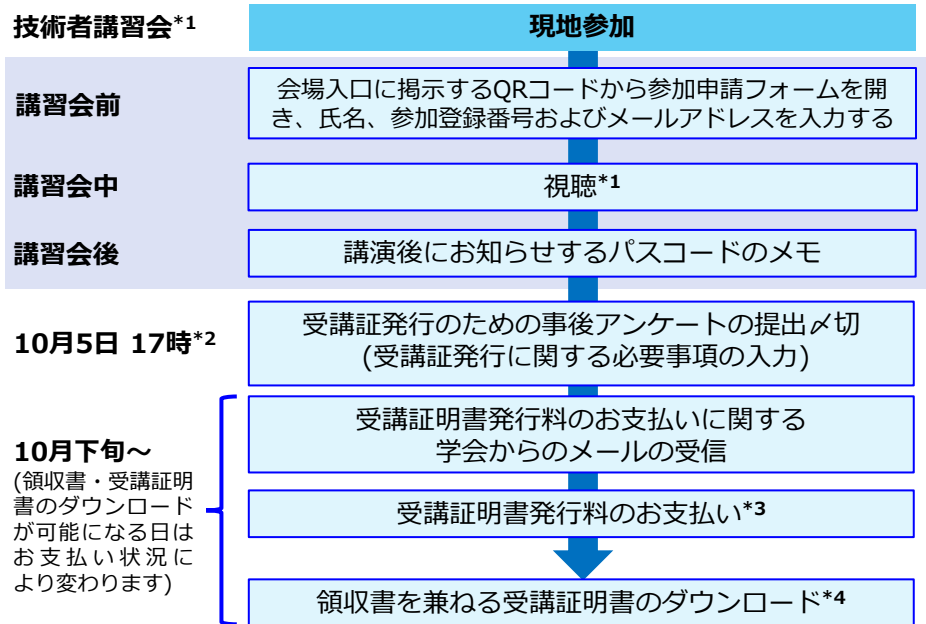 技術者講習会*1
現地参加
講習会前
会場入口に掲示するQRコードから参加申請フォームを開
き、氏名、参加登録番号およびメールアドレスを入力する
講習会中
視聴*1
講習会後
講演後にお知らせするパスコードのメモ
10月5日 17時*2
受講証発行のための事後アンケートの提出〆切
(受講証発行に関する必要事項の入力)
10月下旬～
(領収書・受講証明
書のダウンロード
が可能になる日は
お支払い状況に
より変わります)
受講証明書発行料のお支払いに関する
学会からのメールの受信
受講証明書発行料のお支払い*3
領収書を兼ねる受講証明書のダウンロード*4